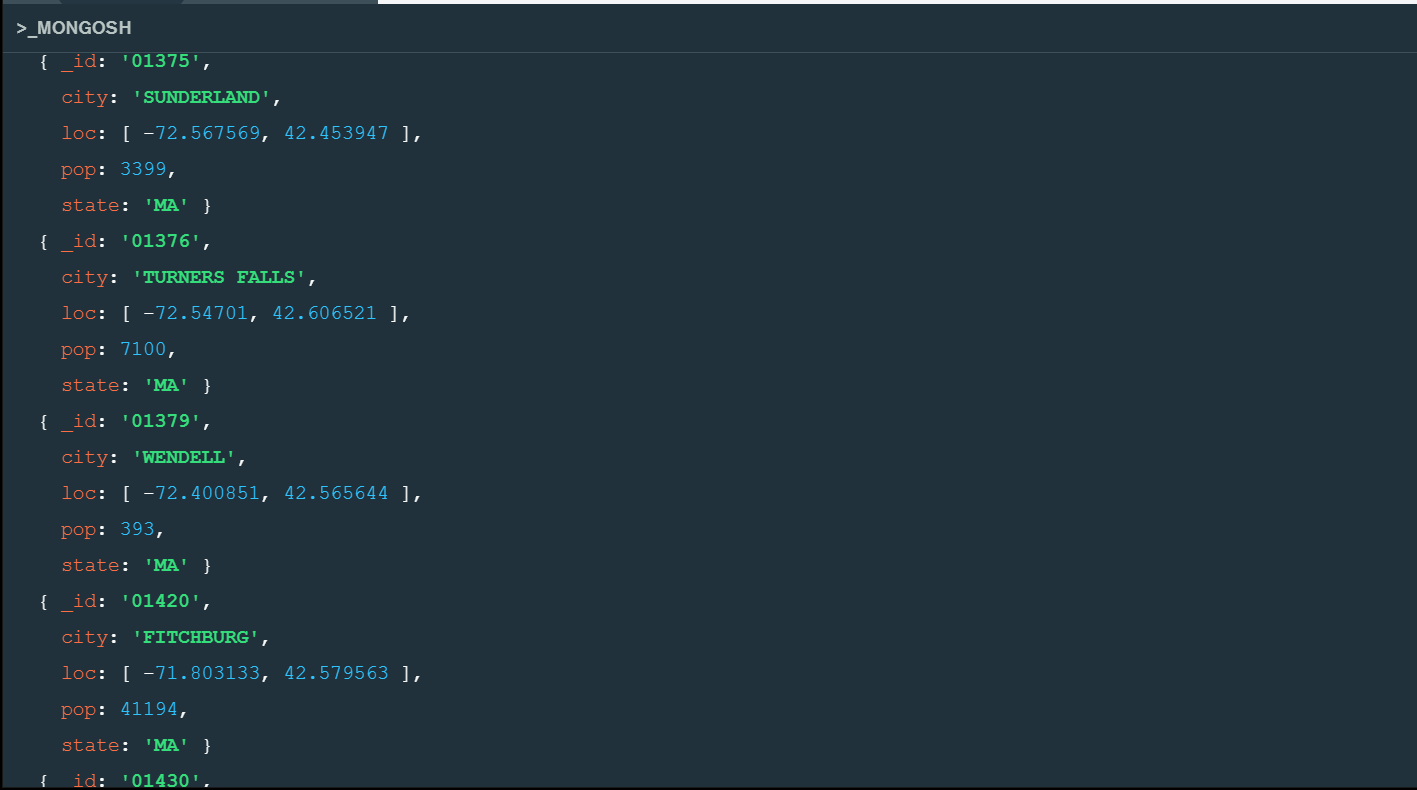 >_MONGOSH
{ _id: '01375',
city: 'SUNDERLAND',
loc: [ -72.567569, 42.453947 ],
pop: 3399,
state: 'MA' }
{ _id: '01376',
city: 'TURNERS FALLS',
loc: [ -72.54701, 42.606521 ],
pop: 7100,
state: 'MA' }
{ _id: '01379',
city: 'WENDELL',
loc: [ -72.400851, 42.565644 ],
pop: 393,
state: 'MA' }
{ _id: '01420',
city: 'FITCHBURG',
loc: [ -71.803133, 42.579563 ],
pop: 41194,
state: 'MA' }
{ _id: '01430',